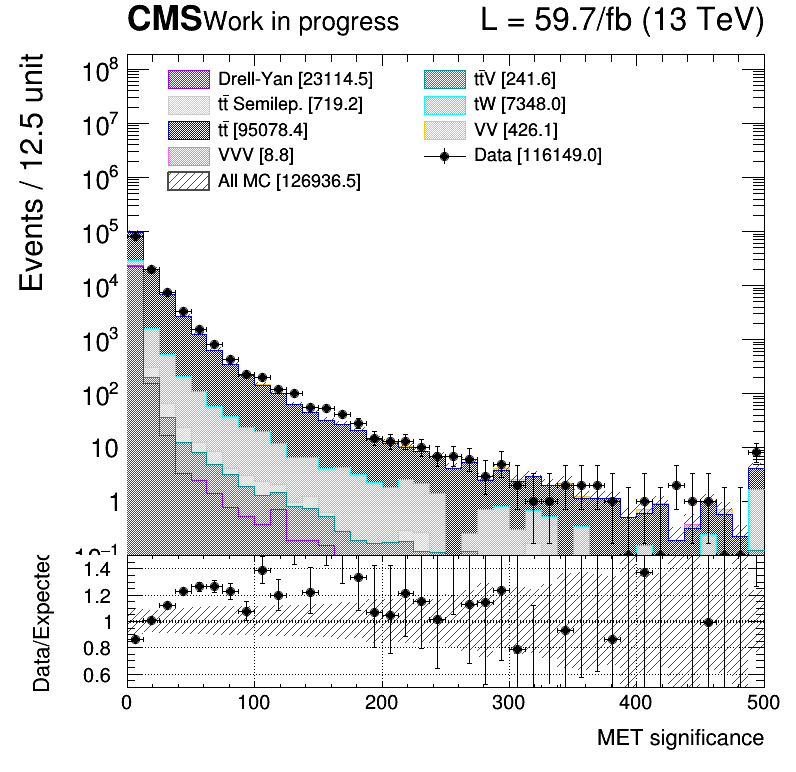 CMS Work in progress L = 59.7/fb (13 TeV)
Events / 12.5 unit
Drell-Yan [23114.5]
tt̄ Semilep. [719.2]
tt̄ [95078.4]
VVV [8.8]
All MC [126936.5]
tt̄V [241.6]
tW [7348.0]
VV [426.1]
Data [116149.0]
10⁸
10⁷
10⁶
10⁵
10⁴
10³
10²
10
1
10⁻¹
Data/Expected
1.4
1.2
1
0.8
0.6
0 100 200 300 400 500
MET significance